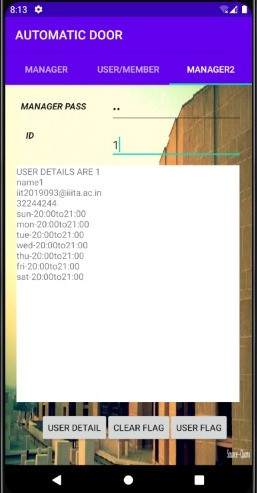 8:13
AUTOMATIC DOOR
MANAGER USER/MEMBER MANAGER2
MANAGER PASS ••
ID 1
USER DETAILS ARE 1
name1
iit2019093@iiita.ac.in
32244244
sun-20:00to21:00
mon-20:00to21:00
tue-20:00to21:00
wed-20:00to21:00
thu-20:00to21:00
fri-20:00to21:00
sat-20:00to21:00
Source-Quora
USER DETAIL CLEAR FLAG USER FLAG